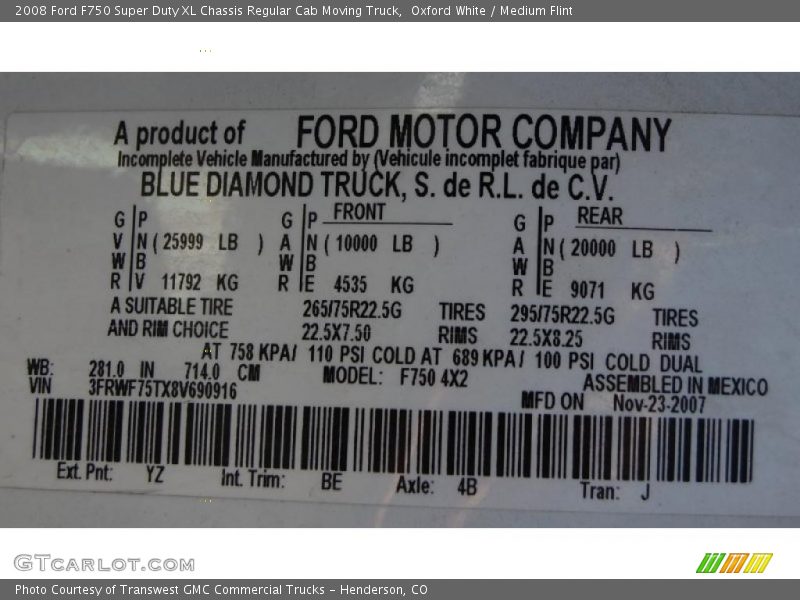 2008 Ford F750 Super Duty XL Chassis Regular Cab Moving Truck, Oxford White / Medium Flint
A product of FORD MOTOR COMPANY
Incomplete Vehicle Manufactured by (Vehicule incomplet fabrique par)
BLUE DIAMOND TRUCK, S. de R.L. de C.V.
G P G P FRONT G P REAR
V N ( 25999 LB ) A N ( 10000 LB ) A N ( 20000 LB )
W B W B W B
R V 11792 KG R E 4535 KG R E 9071 KG
A SUITABLE TIRE 265/75R22.5G TIRES 295/75R22.5G TIRES
AND RIM CHOICE 22.5X7.50 RIMS 22.5X8.25 RIMS
AT 758 KPA/ 110 PSI COLD AT 689 KPA/ 100 PSI COLD DUAL
WB: 281.0 IN 714.0 CM MODEL: F750 4X2 ASSEMBLED IN MEXICO
VIN 3FRWF75TX8V690916 MFD ON Nov-23-2007
Ext. Pnt: YZ Int. Trim: BE Axle: 4B Tran: J
GTCARLOT.COM
Photo Courtesy of Transwest GMC Commercial Trucks – Henderson, CO